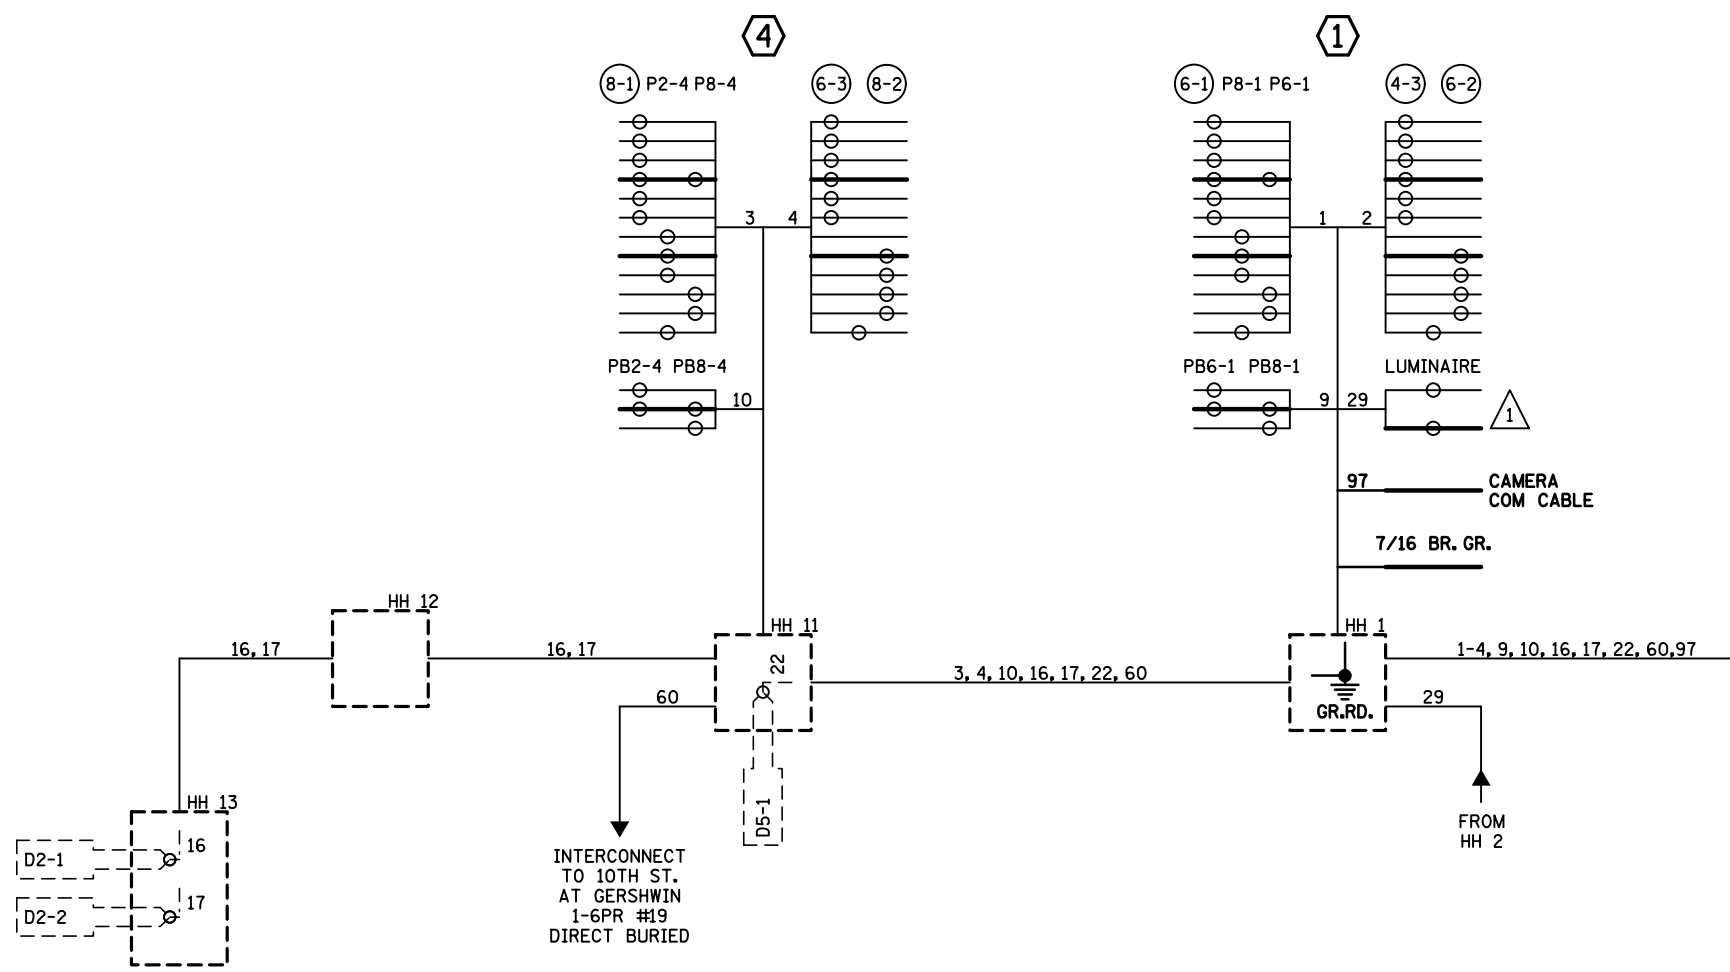 4
1
8-1 P2-4 P8-4
6-3 8-2
6-1 P8-1 P6-1
4-3 6-2
3 4
1 2
PB2-4 PB8-4
10
PB6-1 PB8-1
LUMINAIRE
9 29
1
97
CAMERA
COM CABLE
7/16 BR. GR.
HH 12
HH 11
HH 1
16, 17
16, 17
22
3, 4, 10, 16, 17, 22, 60
1-4, 9, 10, 16, 17, 22, 60,97
60
GR.RD.
29
D5-1
HH 13
FROM
HH 2
D2-1
16
D2-2
17
INTERCONNECT
TO 10TH ST.
AT GERSHWIN
1-6PR #19
DIRECT BURIED